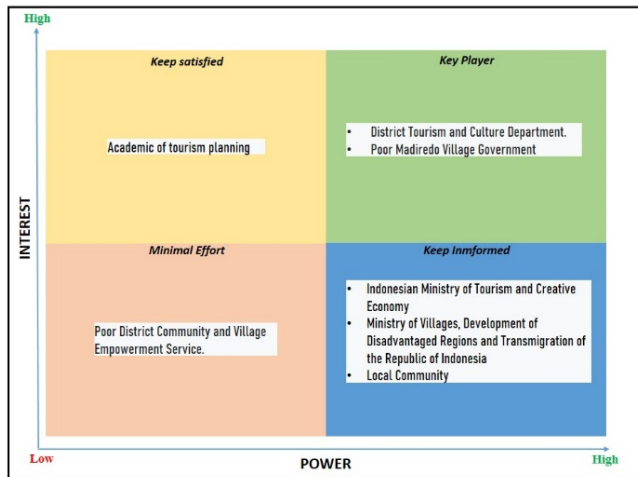 High
Keep satisfied
Key Player
Academic of tourism planning
• District Tourism and Culture Department.
• Poor Madiredo Village Government
INTEREST
Minimal Effort
Keep Inmformed
Poor District Community and Village
Empowerment Service.
• Indonesian Ministry of Tourism and Creative
Economy
• Ministry of Villages, Development of
Disadvantaged Regions and Transmigration of
the Republic of Indonesia
• Local Community
Low
POWER
High